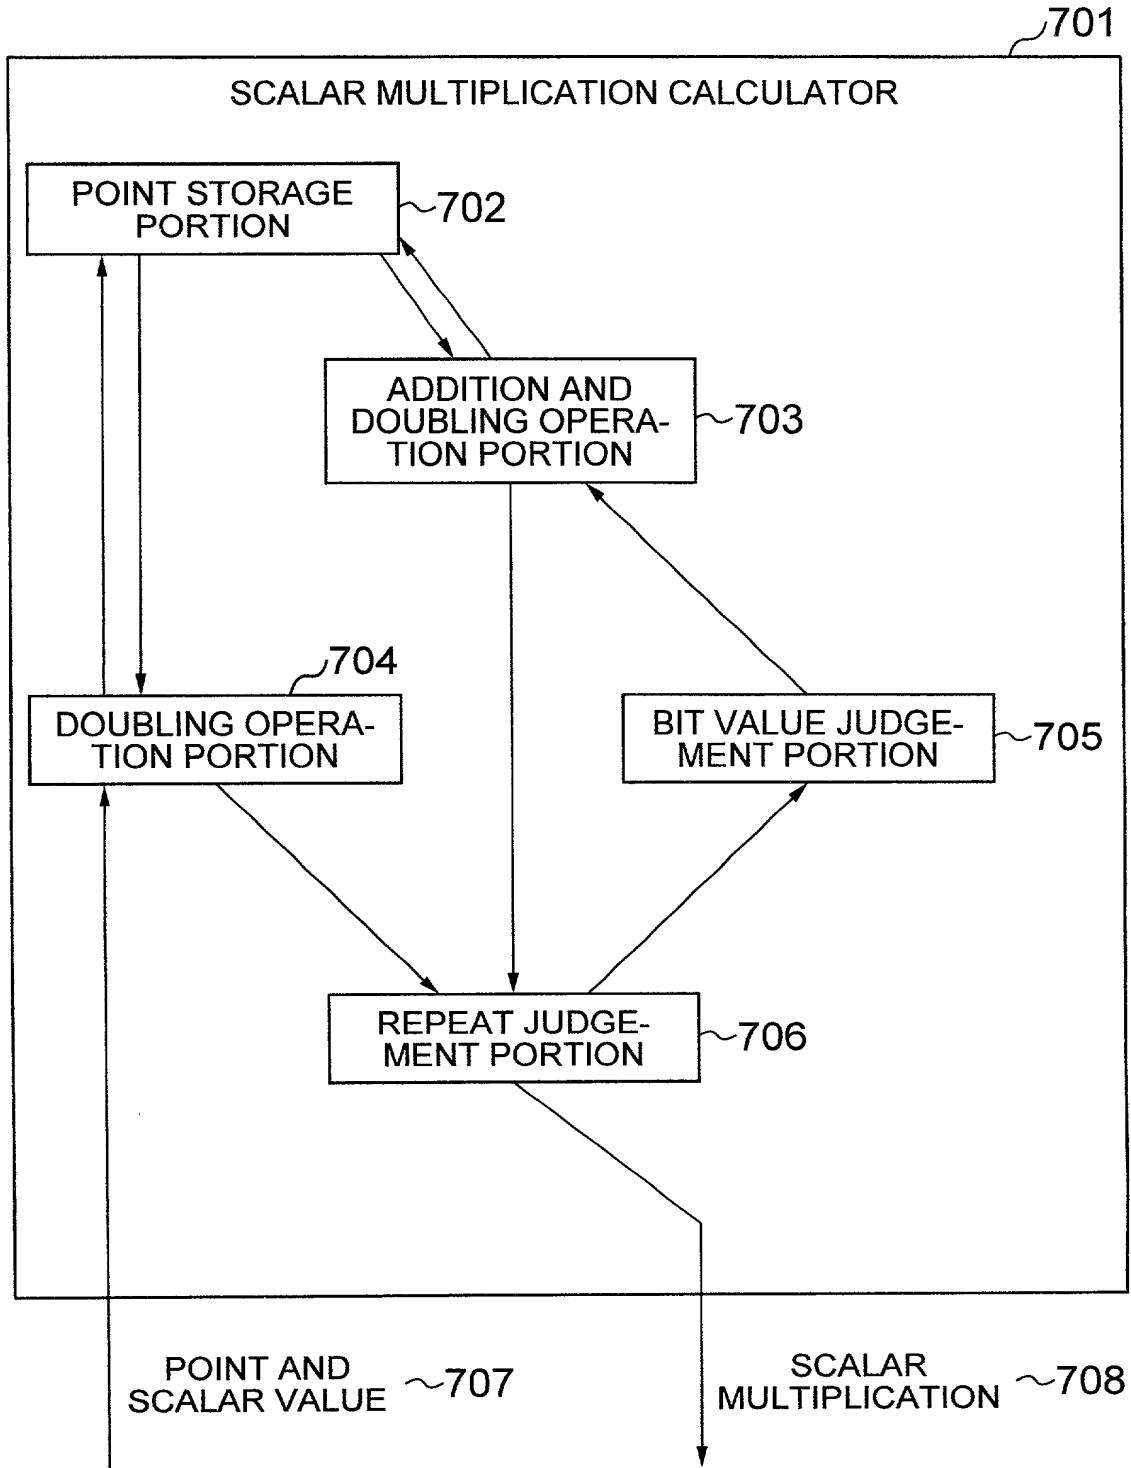 701
SCALAR MULTIPLICATION CALCULATOR
POINT STORAGE
PORTION
702
ADDITION AND
DOUBLING OPERA-
TION PORTION
703
704
DOUBLING OPERA-
TION PORTION
BIT VALUE JUDGE-
MENT PORTION
705
REPEAT JUDGE-
MENT PORTION
706
POINT AND
SCALAR VALUE
707
SCALAR
MULTIPLICATION
708